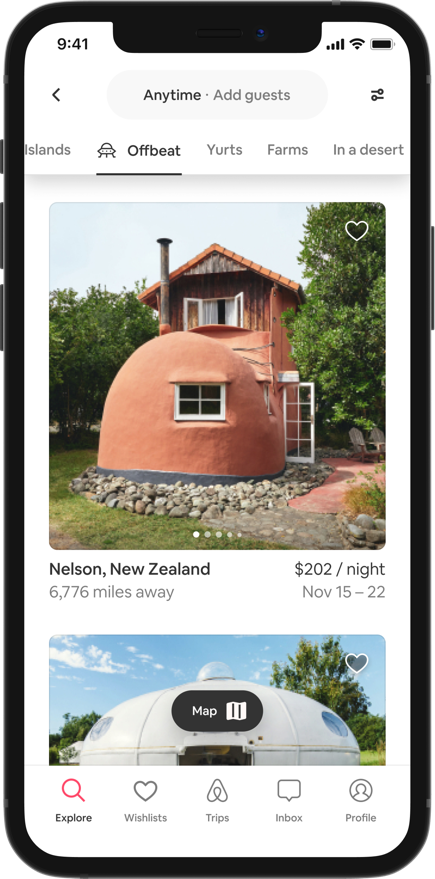 9:41
Anytime · Add guests
Islands Offbeat Yurts Farms In a desert
Nelson, New Zealand $202 / night
6,776 miles away Nov 15 – 22
Map
Explore Wishlists Trips Inbox Profile